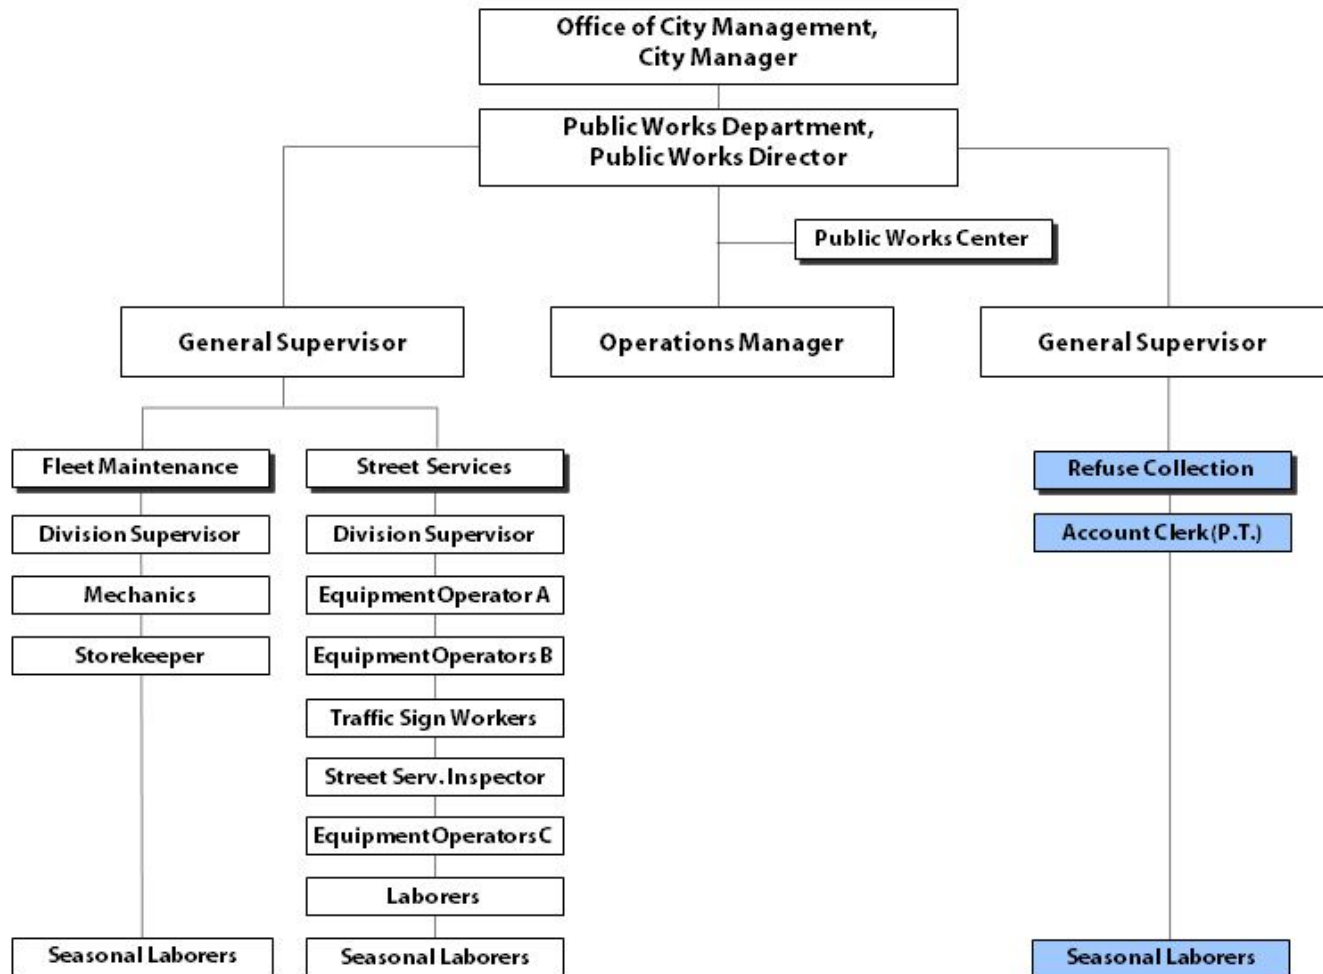 Office of City Management,
City Manager
Public Works Department,
Public Works Director
Public Works Center
General Supervisor
Operations Manager
General Supervisor
Fleet Maintenance
Division Supervisor
Mechanics
Storekeeper
Seasonal Laborers
Street Services
Division Supervisor
Equipment Operator A
Equipment Operators B
Traffic Sign Workers
Street Serv. Inspector
Equipment Operators C
Laborers
Seasonal Laborers
Refuse Collection
Account Clerk (P.T.)
Seasonal Laborers